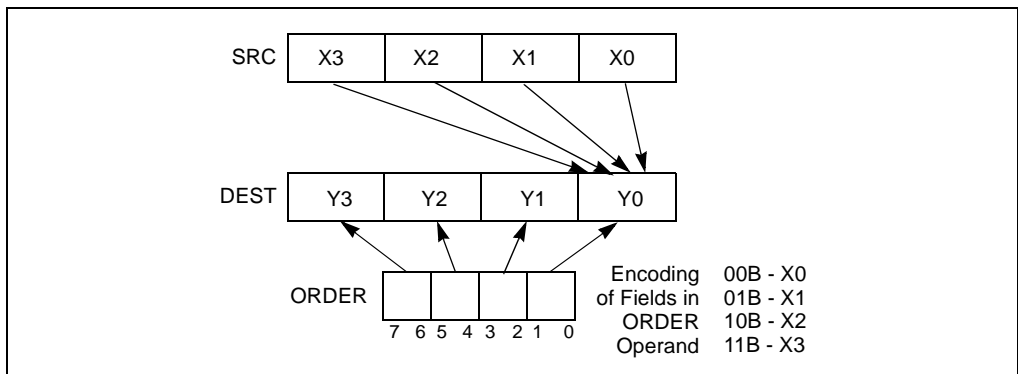 SRC X3 X2 X1 X0
DEST Y3 Y2 Y1 Y0
ORDER
7 6 5 4 3 2 1 0
Encoding 00B - X0
of Fields in 01B - X1
ORDER 10B - X2
Operand 11B - X3